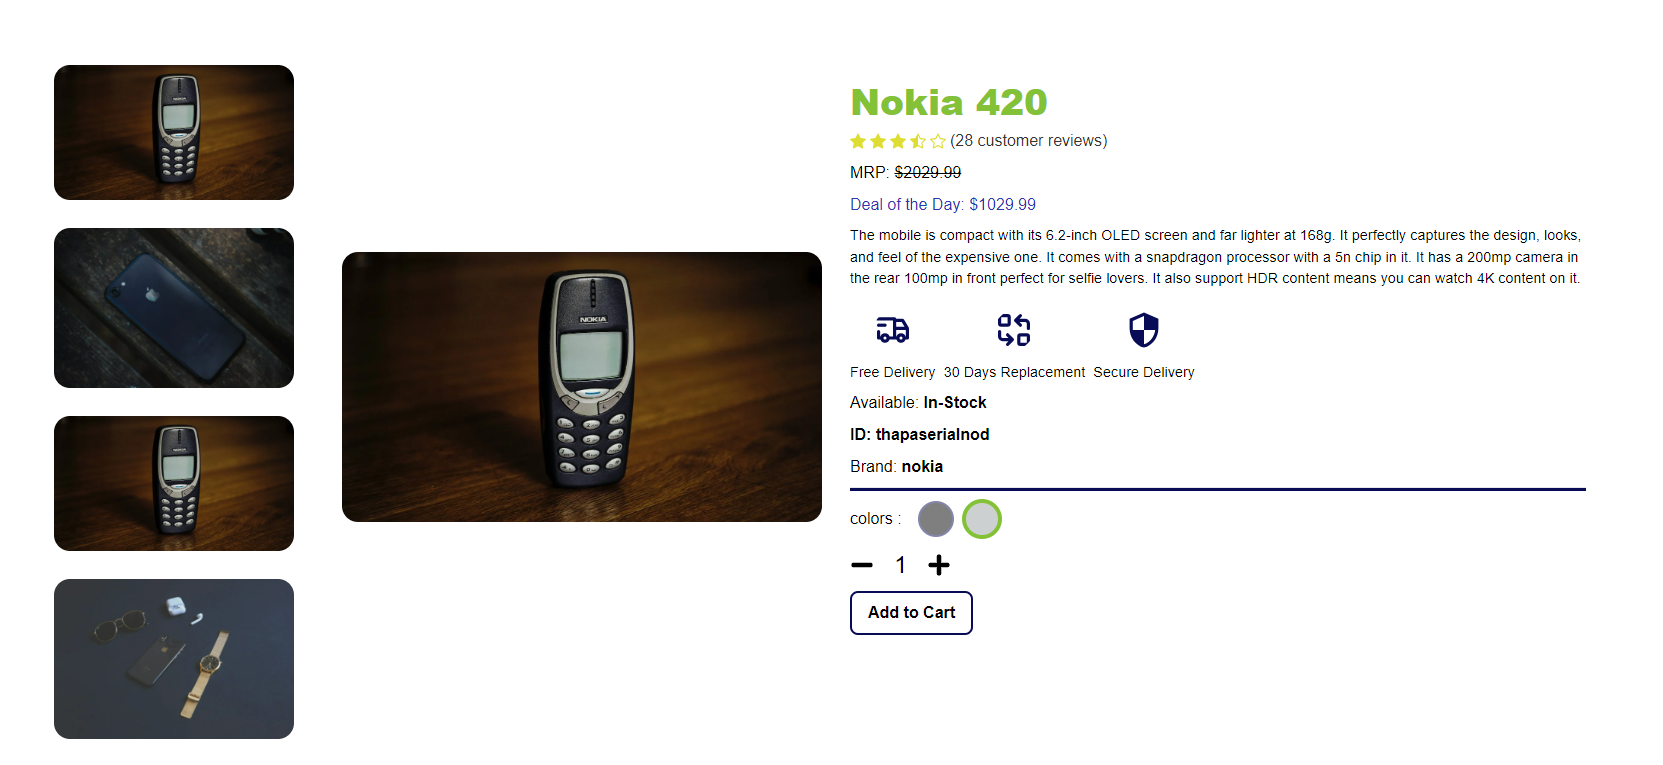 Nokia 420
(28 customer reviews)
MRP: $2029.99
Deal of the Day: $1029.99
The mobile is compact with its 6.2-inch OLED screen and far lighter at 168g. It perfectly captures the design, looks,
and feel of the expensive one. It comes with a snapdragon processor with a 5n chip in it. It has a 200mp camera in
the rear 100mp in front perfect for selfie lovers. It also support HDR content means you can watch 4K content on it.
Free Delivery 30 Days Replacement Secure Delivery
Available: In-Stock
ID: thapaserialnod
Brand: nokia
colors :
1
Add to Cart
NOKIA
NOKIA
NOKIA